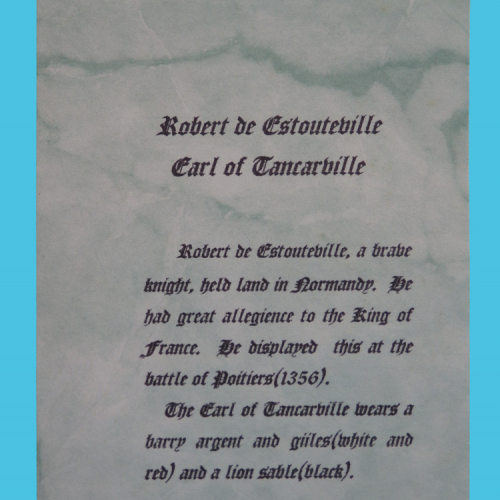 Robert de Estouteville
Earl of Tancarville
Robert de Estouteville, a brave
knight, held land in Normandy. He
had great allegience to the King of
France. He displayed this at the
battle of Poitiers(1356).
The Earl of Tancarville wears a
barry argent and giiles(white and
red) and a lion sable(black).